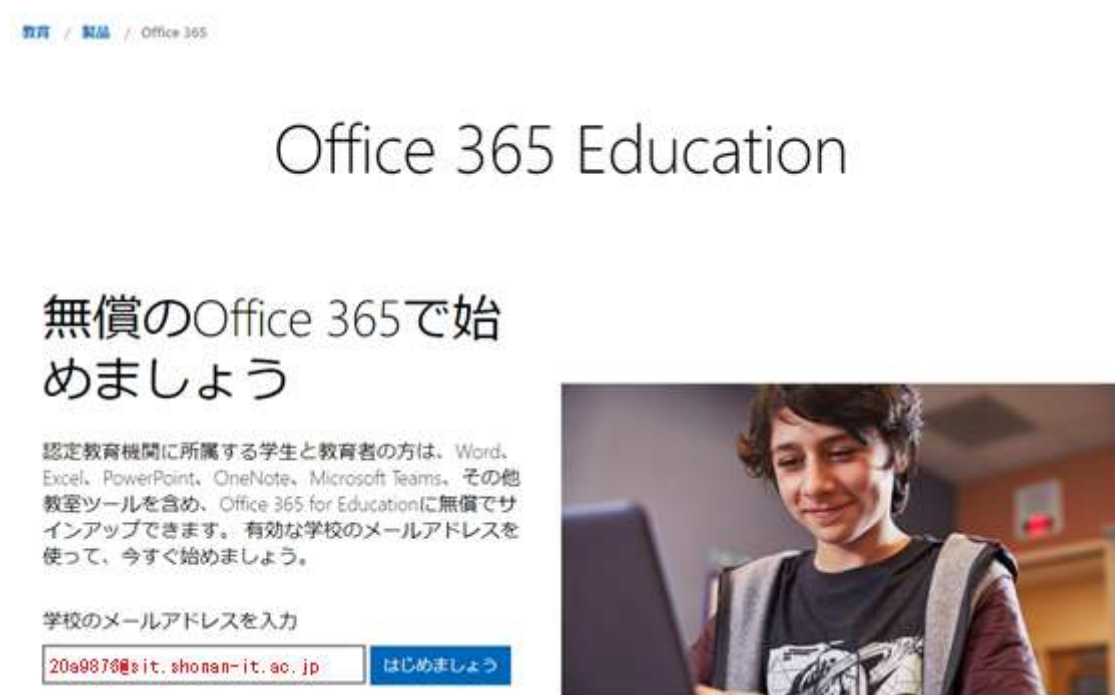 教育 / 製品 / Office 365
Office 365 Education
無償のOffice 365で始
めましょう
認定教育機関に所属する学生と教育者の方は、Word、
Excel、PowerPoint、OneNote、Microsoft Teams、その他
教室ツールを含め、Office 365 for Educationに無償でサ
インアップできます。 有効な学校のメールアドレスを
使って、今すぐ始めましょう。
学校のメールアドレスを入力
20a9876@sit.shonan-it.ac.jp
はじめましょう